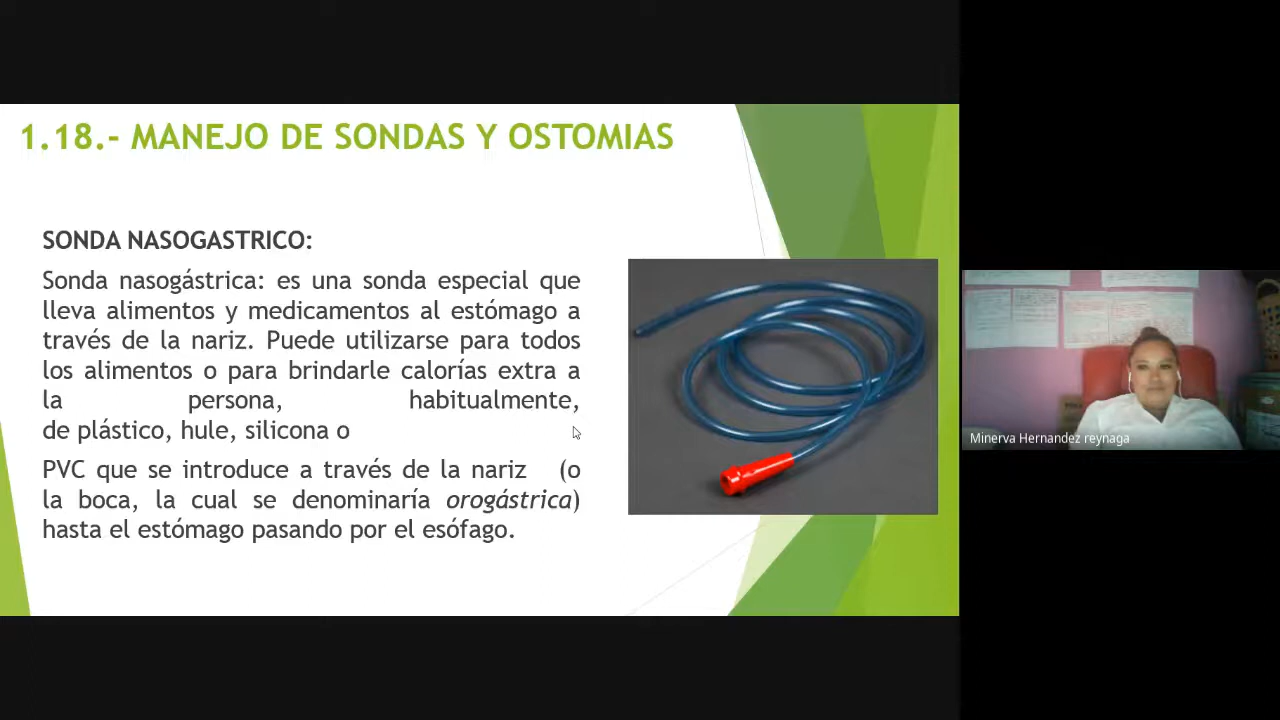 1.18.- MANEJO DE SONDAS Y OSTOMIAS
SONDA NASOGASTRICO:
Sonda nasogástrica: es una sonda especial que
lleva alimentos y medicamentos al estómago a
través de la nariz. Puede utilizarse para todos
los alimentos o para brindarle calorías extra a
la persona, habitualmente,
de plástico, hule, silicona o
PVC que se introduce a través de la nariz (o
la boca, la cual se denominaría orogástrica)
hasta el estómago pasando por el esófago.
Minerva Hernandez reynaga